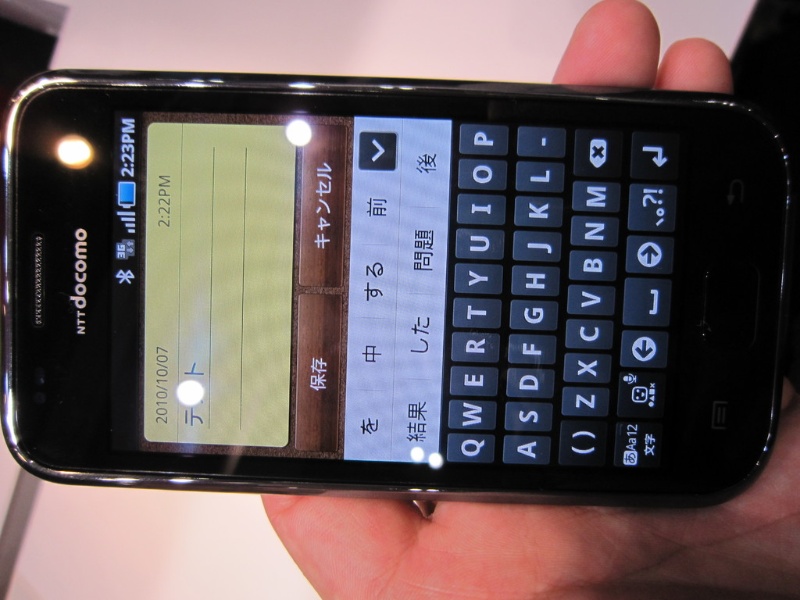 NTT docomo
3G 2:23PM
2010/10/07 2:22PM
テスト
保存 キャンセル
を 中 する 前
結果 した 問題 後
Q W E R T Y U I O P
A S D F G H J K L -
( ) Z X C V B N M
あAa12 文字 、。?!